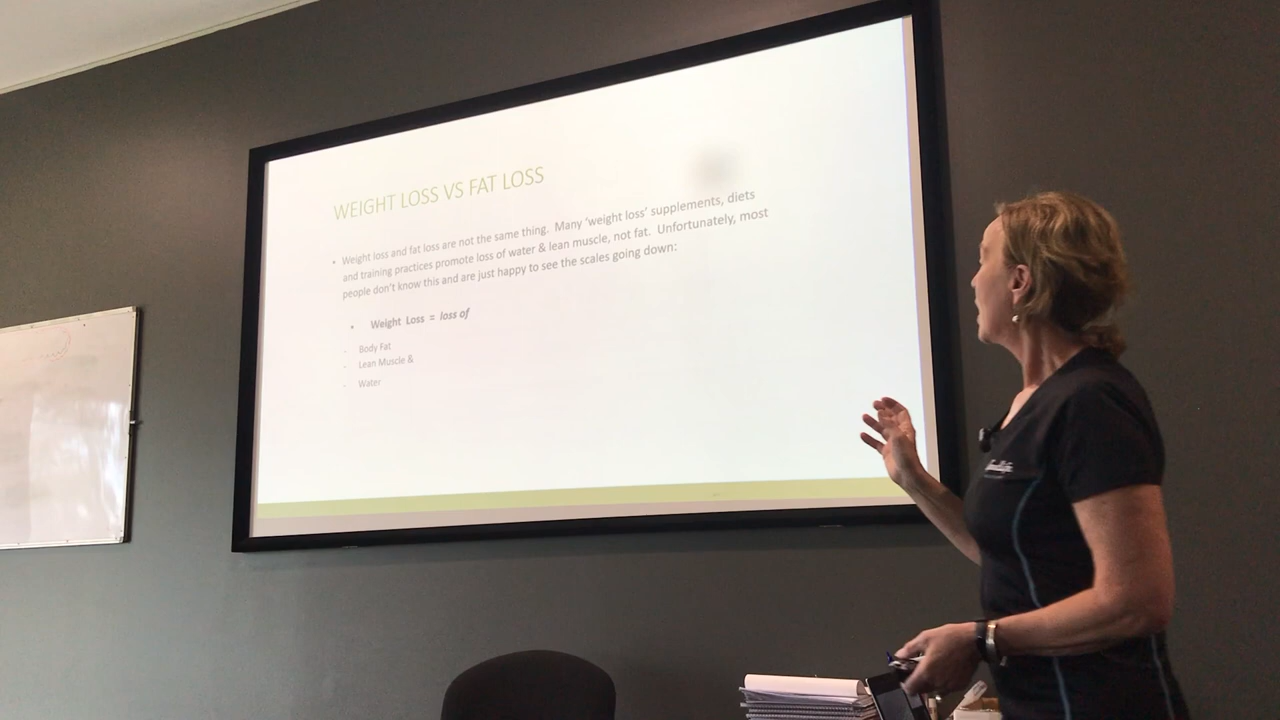 WEIGHT LOSS VS FAT LOSS
• Weight loss and fat loss are not the same thing. Many 'weight loss' supplements, diets
and training practices promote loss of water & lean muscle, not fat. Unfortunately, most
people don't know this and are just happy to see the scales going down:
• Weight Loss = loss of
- Body Fat
- Lean Muscle &
- Water